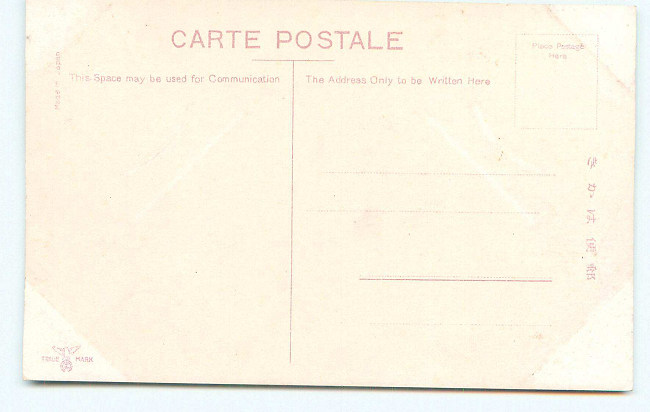 CARTE POSTALE
Made in Japan
This Space may be used for Communication
The Address Only to be Written Here
Place Postage
Here
郵便はかき
TRADE MARK